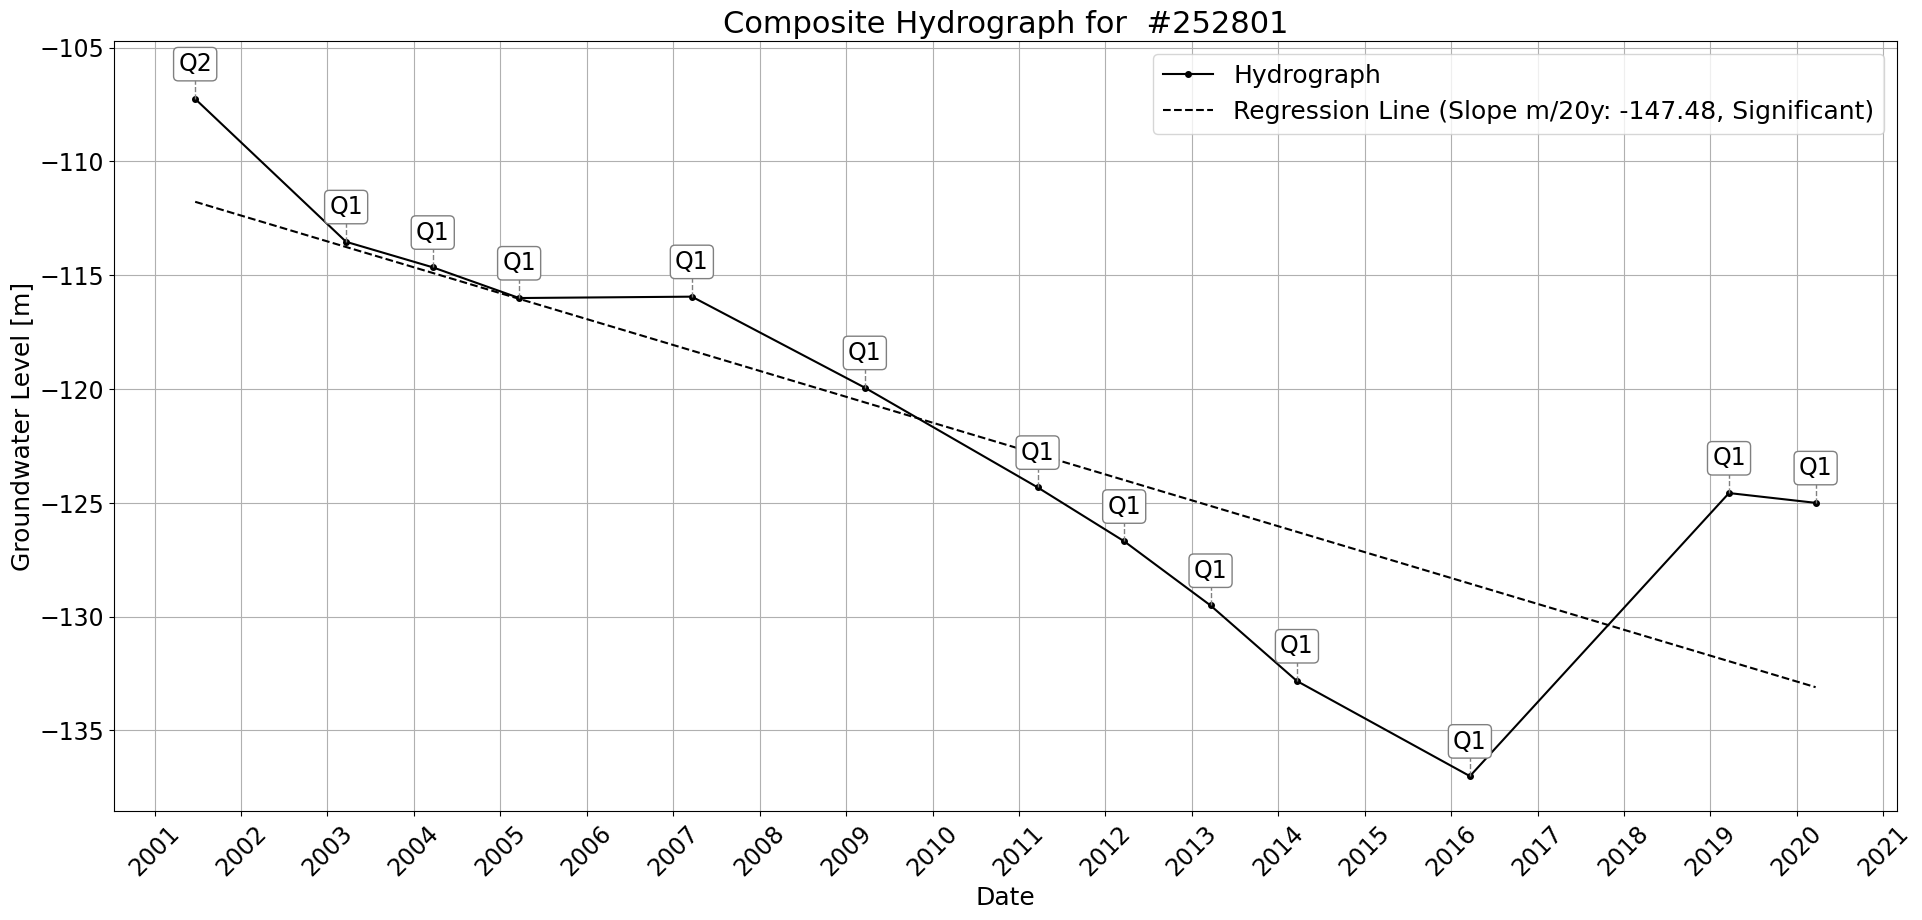 Composite Hydrograph for  #252801
Hydrograph
Regression Line (Slope m/20y: -147.48, Significant)
Groundwater Level [m]
−105
−110
−115
−120
−125
−130
−135
Q2
Q1
Q1
Q1
Q1
Q1
Q1
Q1
Q1
Q1
Q1
Q1
Q1
2001
2002
2003
2004
2005
2006
2007
2008
2009
2010
2011
2012
2013
2014
2015
2016
2017
2018
2019
2020
2021
Date